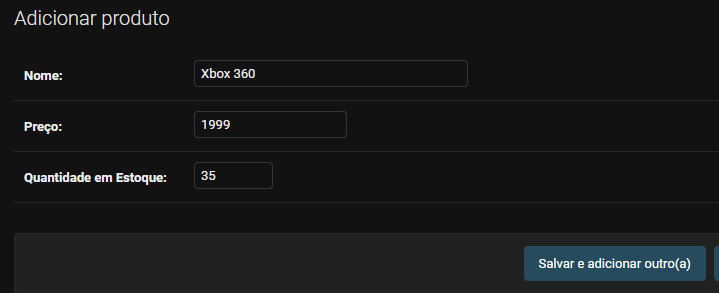 Adicionar produto
Nome: Xbox 360
Preço: 1999
Quantidade em Estoque: 35
Salvar e adicionar outro(a)